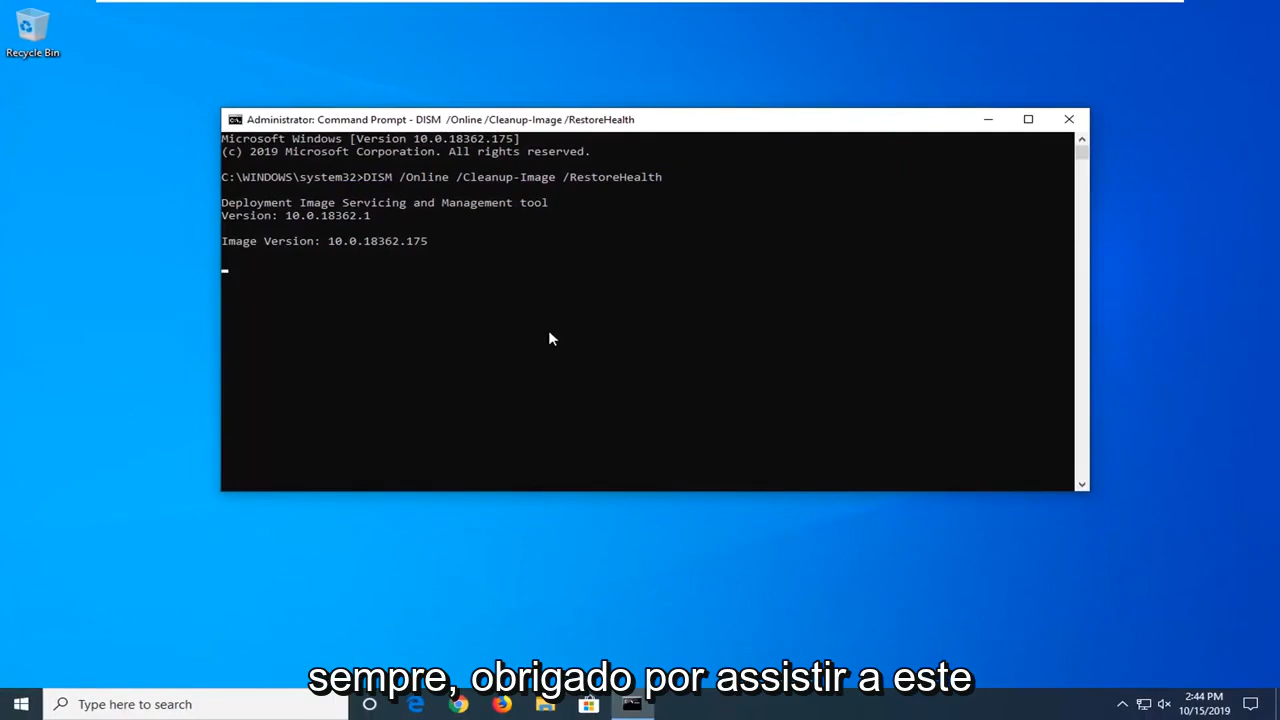 Recycle Bin
Administrator: Command Prompt - DISM /Online /Cleanup-Image /RestoreHealth
Microsoft Windows [Version 10.0.18362.175]
(c) 2019 Microsoft Corporation. All rights reserved.
C:\WINDOWS\system32>DISM /Online /Cleanup-Image /RestoreHealth
Deployment Image Servicing and Management tool
Version: 10.0.18362.1
Image Version: 10.0.18362.175
sempre, obrigado por assistir a este
Type here to search
2:44 PM
10/15/2019